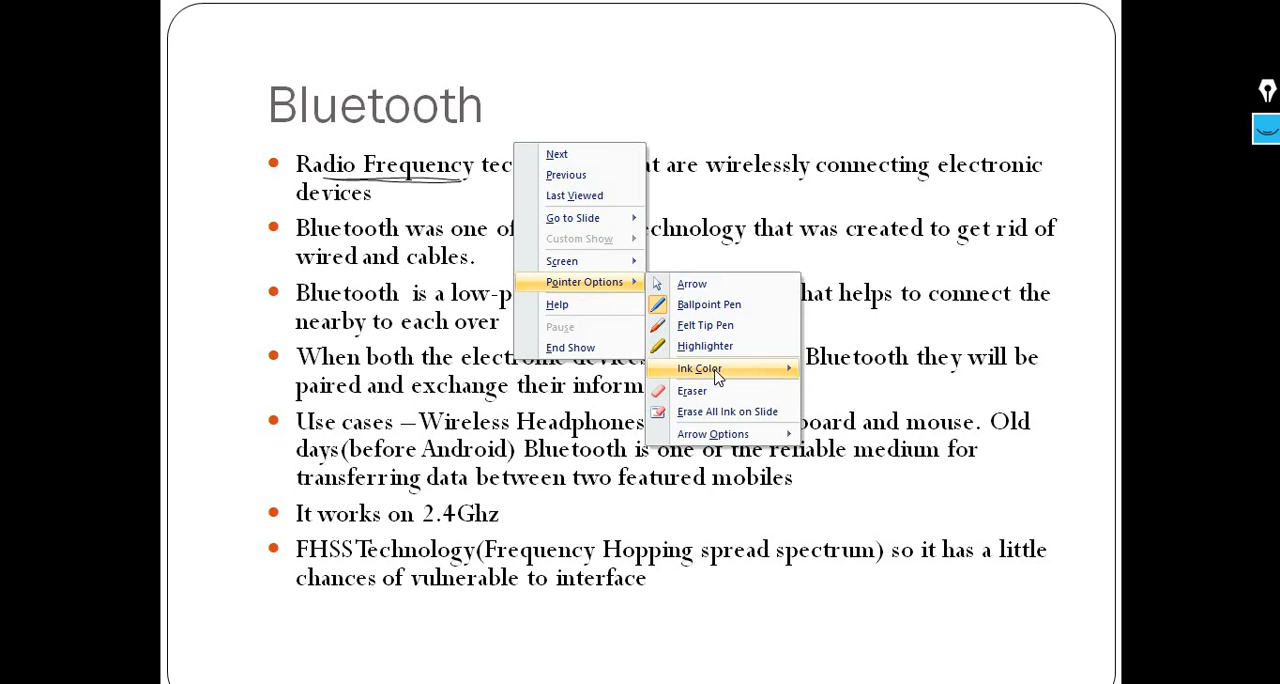 Bluetooth
Radio Frequency tec at are wirelessly connecting electronic
devices
Bluetooth was one of echnology that was created to get rid of
wired and cables.
Bluetooth is a low-p hat helps to connect the
nearby to each over
When both the electronic devices Bluetooth they will be
paired and exchange their inform
Use cases –Wireless Headphones board and mouse. Old
days(before Android) Bluetooth is one of the reliable medium for
transferring data between two featured mobiles
It works on 2.4Ghz
FHSS Technology(Frequency Hopping spread spectrum) so it has a little
chances of vulnerable to interface
Next
Previous
Last Viewed
Go to Slide
Custom Show
Screen
Pointer Options
Help
Pause
End Show
Arrow
Ballpoint Pen
Felt Tip Pen
Highlighter
Ink Color
Eraser
Erase All Ink on Slide
Arrow Options